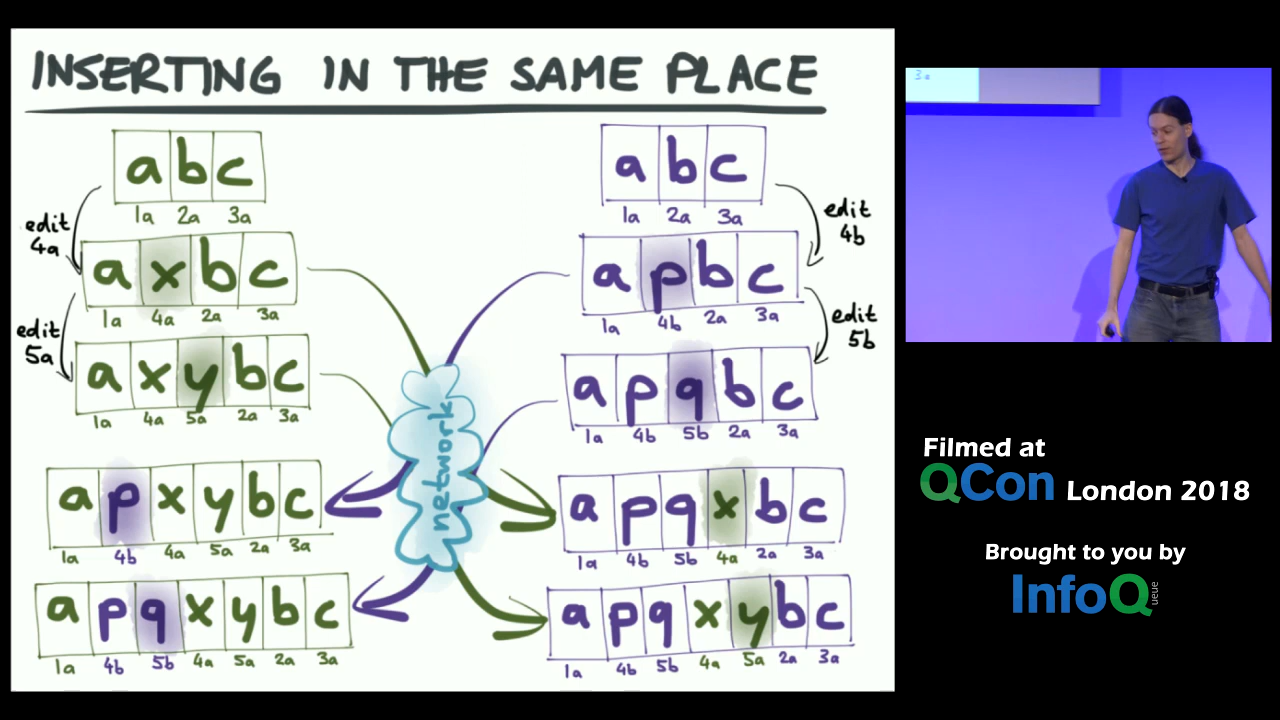 INSERTING IN THE SAME PLACE
a b c
1a 2a 3a
edit
4a
a x b c
1a 4a 2a 3a
edit
5a
a x y b c
1a 4a 5a 2a 3a
a p x y b c
1a 4b 4a 5a 2a 3a
a p q x y b c
1a 4b 5b 4a 5a 2a 3a
network
a b c
1a 2a 3a
edit
4b
a p b c
1a 4b 2a 3a
edit
5b
a p q b c
1a 4b 5b 2a 3a
a p q x b c
1a 4b 5b 4a 2a 3a
a p q x y b c
1a 4b 5b 4a 5a 2a 3a
3a
Filmed at
QCon London 2018
Brought to you by
InfoQueue